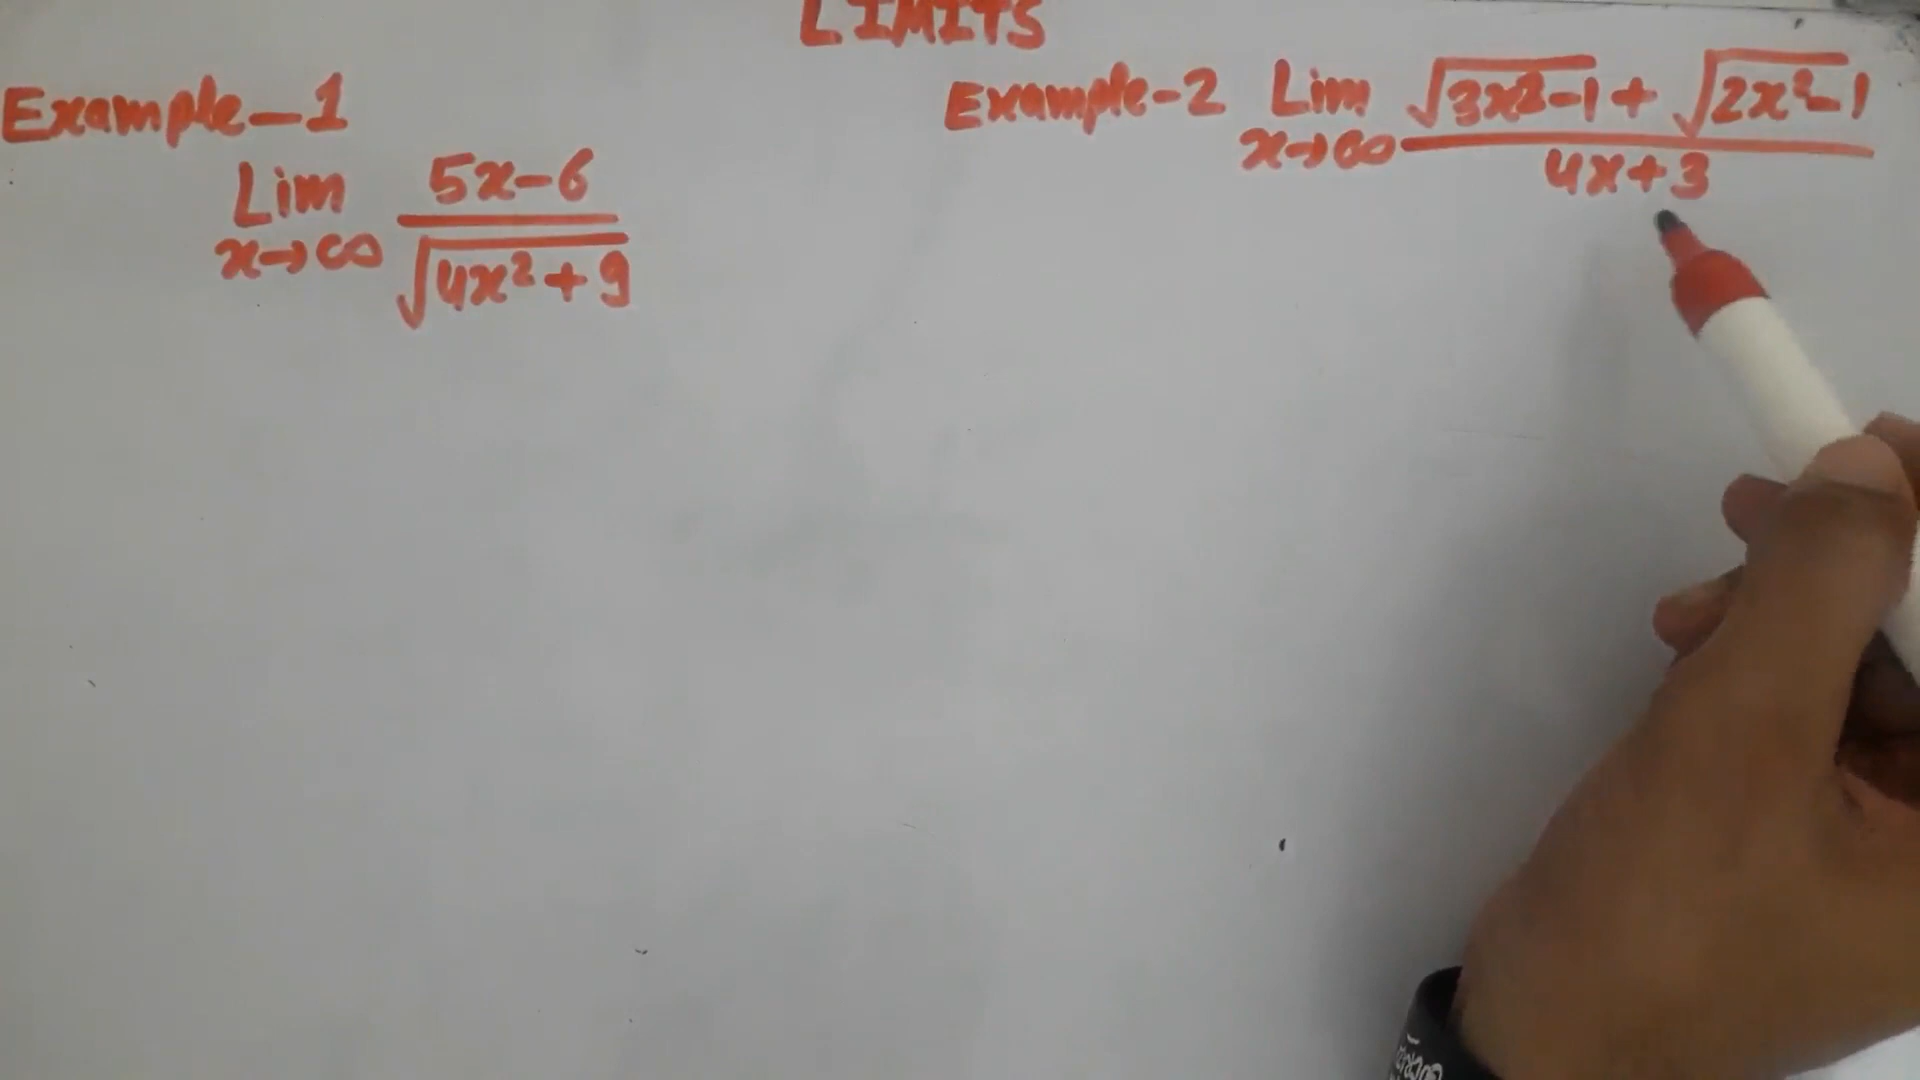 LIMITS
Example-1
Lim 5x-6
x→∞ √4x²+9
Example-2 Lim √3x²-1 + √2x²-1
x→∞ 4x+3